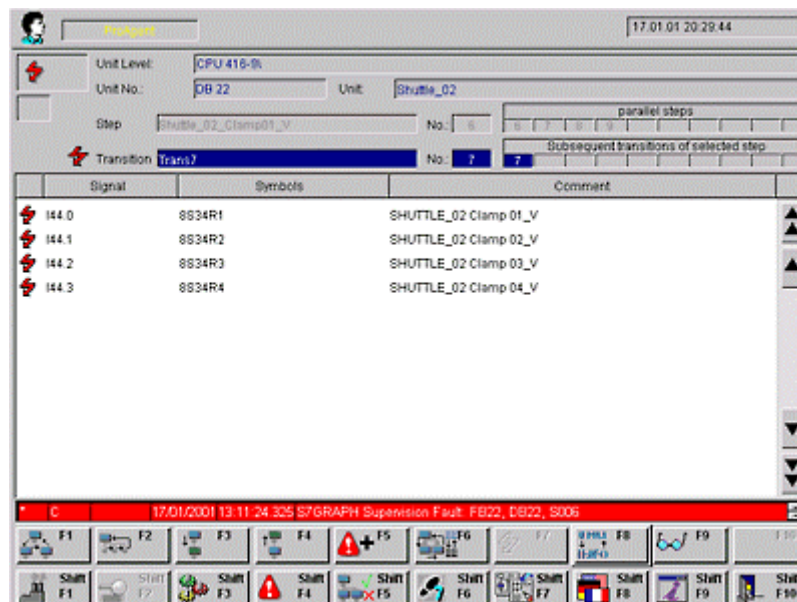 ProAgent 17.01.01 20:29:44
Unit Level: CPU 416-
Unit No.: DB 22 Unit: Shuttle_02
parallel steps
Step Shuttle_02_Clamp01_V No.: 6 6 7 8 9
Subsequent transitions of selected step
Transition Trans7 No.: 7 7
Signal Symbols Comment
I44.0 8S34R1 SHUTTLE_02 Clamp 01_V
I44.1 8S34R2 SHUTTLE_02 Clamp 02_V
I44.2 8S34R3 SHUTTLE_02 Clamp 03_V
I44.3 8S34R4 SHUTTLE_02 Clamp 04_V
* C 17/01/2001 13:11:24.325 S7GRAPH Supervision Fault: FB22, DB22, S006
F1 F2 F3 F4 F5 F6 F7 F8 F9 F10
Shift Shift Shift Shift Shift Shift Shift Shift Shift Shift
F1 F2 F3 F4 F5 F6 F7 F8 F9 F10